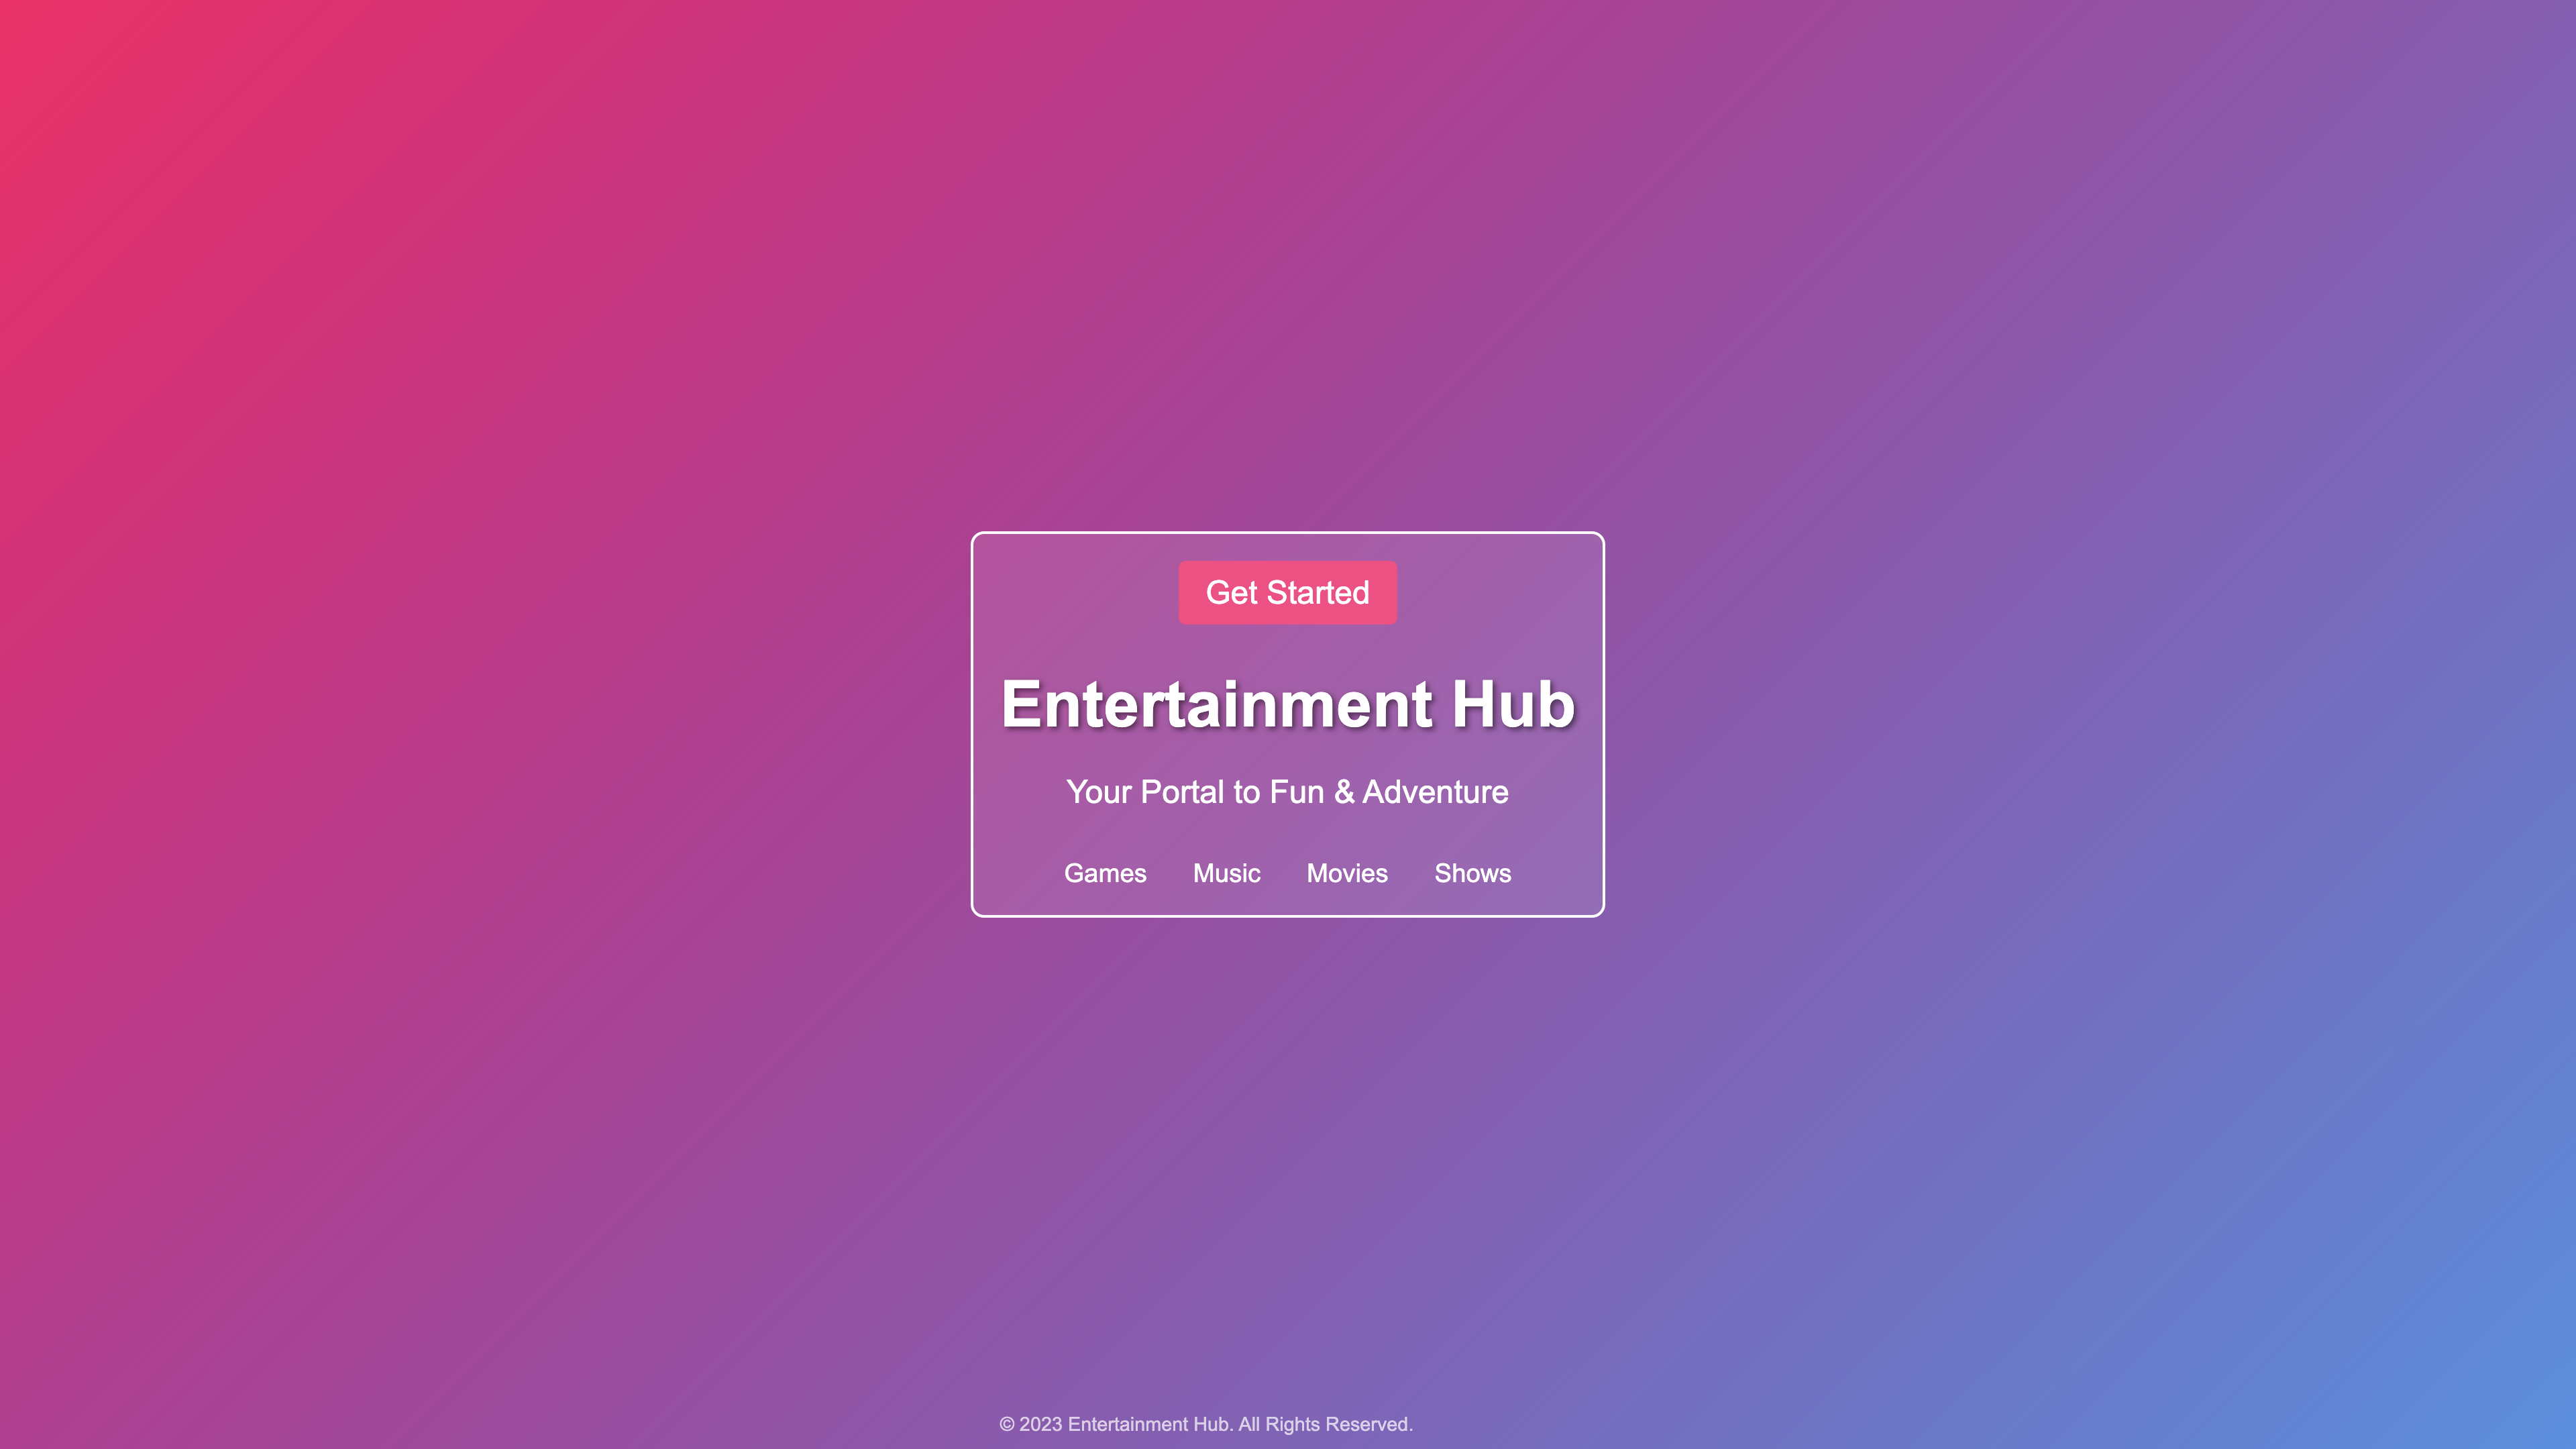 Get Started
Entertainment Hub
Your Portal to Fun & Adventure
Games Music Movies Shows
© 2023 Entertainment Hub. All Rights Reserved.